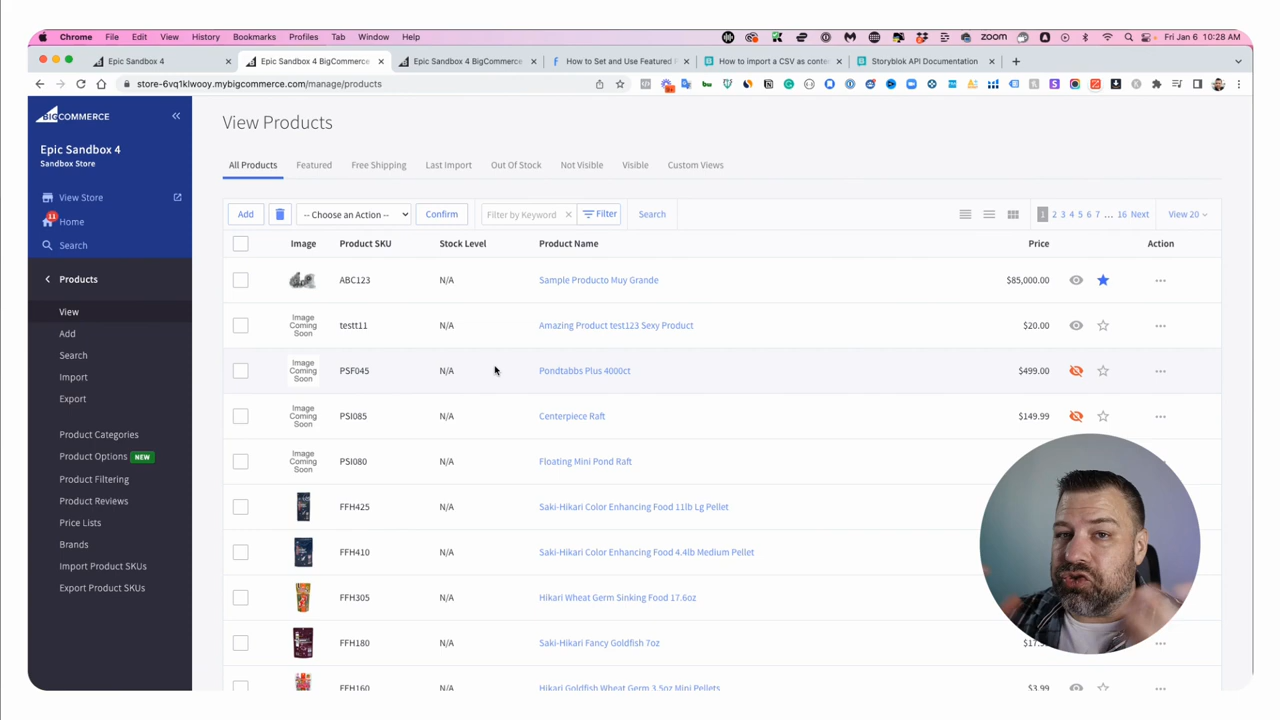 Chrome File Edit View History Bookmarks Profiles Tab Window Help zoom Fri Jan 6 10:28 AM
Epic Sandbox 4 Epic Sandbox 4 BigCommerce Epic Sandbox 4 BigCommerce How to Set and Use Featured P How to import a CSV as conten Storyblok API Documentation
store-6vq1klwooy.mybigcommerce.com/manage/products
BIGCOMMERCE
Epic Sandbox 4
Sandbox Store
View Store
11
Home
Search
Products
View
Add
Search
Import
Export
Product Categories
Product Options NEW
Product Filtering
Product Reviews
Price Lists
Brands
Import Product SKUs
Export Product SKUs
View Products
All Products Featured Free Shipping Last Import Out Of Stock Not Visible Visible Custom Views
Add -- Choose an Action -- Confirm Filter by Keyword Filter Search 1 2 3 4 5 6 7 ... 16 Next View 20
Image Product SKU Stock Level Product Name Price Action
ABC123 N/A Sample Producto Muy Grande $85,000.00
Image Coming Soon testt11 N/A Amazing Product test123 Sexy Product $20.00
Image Coming Soon PSF045 N/A Pondtabbs Plus 4000ct $499.00
Image Coming Soon PSI085 N/A Centerpiece Raft $149.99
Image Coming Soon PSI080 N/A Floating Mini Pond Raft
FFH425 N/A Saki-Hikari Color Enhancing Food 11lb Lg Pellet
FFH410 N/A Saki-Hikari Color Enhancing Food 4.4lb Medium Pellet
FFH305 N/A Hikari Wheat Germ Sinking Food 17.6oz
FFH180 N/A Saki-Hikari Fancy Goldfish 7oz
FFH160 N/A Hikari Goldfish Wheat Germ 3.5oz Mini Pellets $3.99